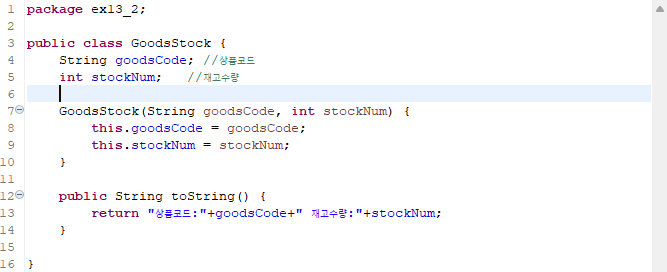 1 package ex13_2;
2
3 public class GoodsStock {
4     String goodsCode; //상품코드
5     int stockNum;   //재고수량
6
7     GoodsStock(String goodsCode, int stockNum) {
8         this.goodsCode = goodsCode;
9         this.stockNum = stockNum;
10     }
11
12     public String toString() {
13         return "상품코드:"+goodsCode+" 재고수량:"+stockNum;
14     }
15
16 }